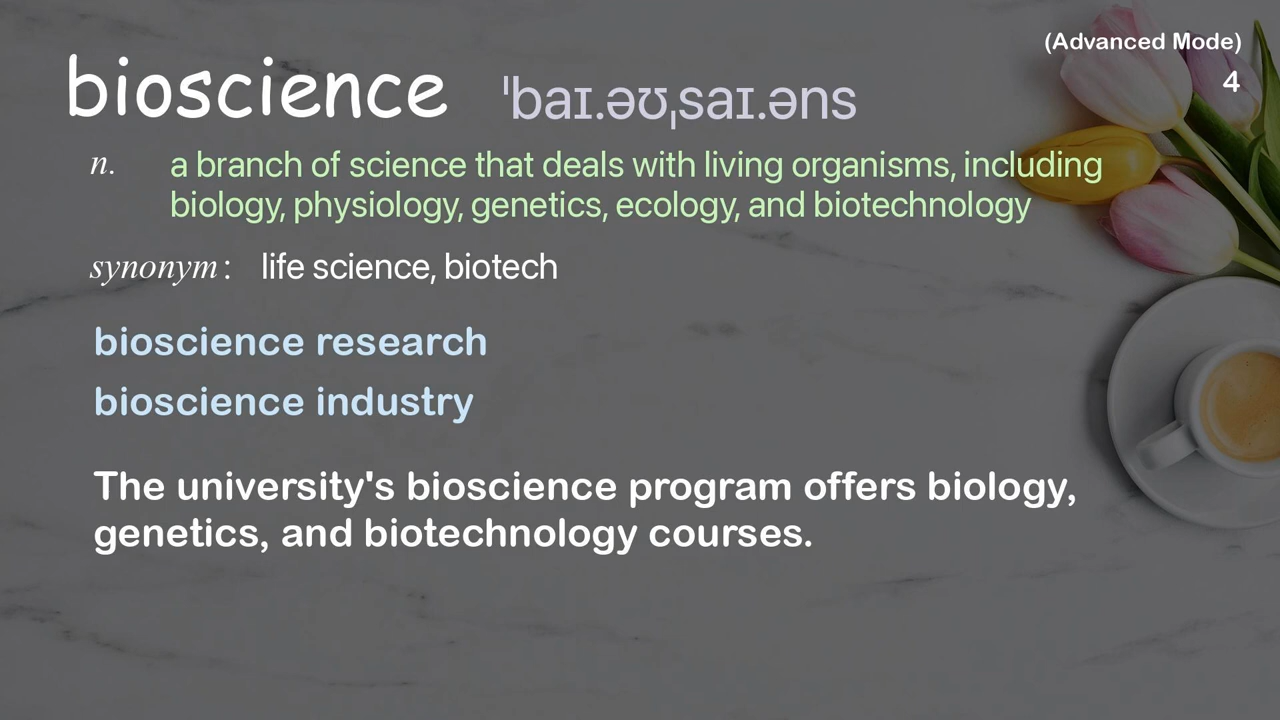 (Advanced Mode)
4
bioscience ˈbaɪ.əʊˌsaɪ.əns
n. a branch of science that deals with living organisms, including
biology, physiology, genetics, ecology, and biotechnology
synonym: life science, biotech
bioscience research
bioscience industry
The university's bioscience program offers biology,
genetics, and biotechnology courses.